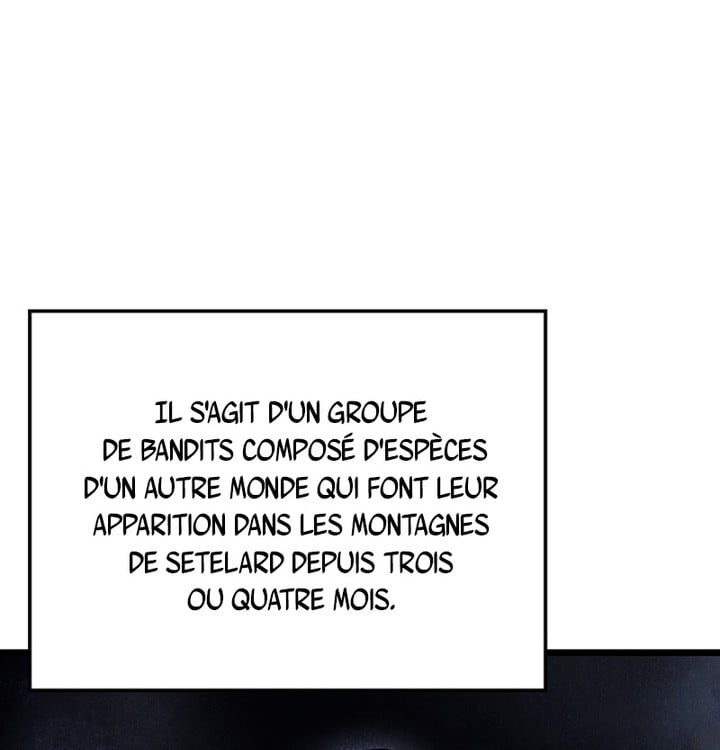 IL S'AGIT D'UN GROUPE
DE BANDITS COMPOSÉ D'ESPÈCES
D'UN AUTRE MONDE QUI FONT LEUR
APPARITION DANS LES MONTAGNES
DE SETELARD DEPUIS TROIS
OU QUATRE MOIS.